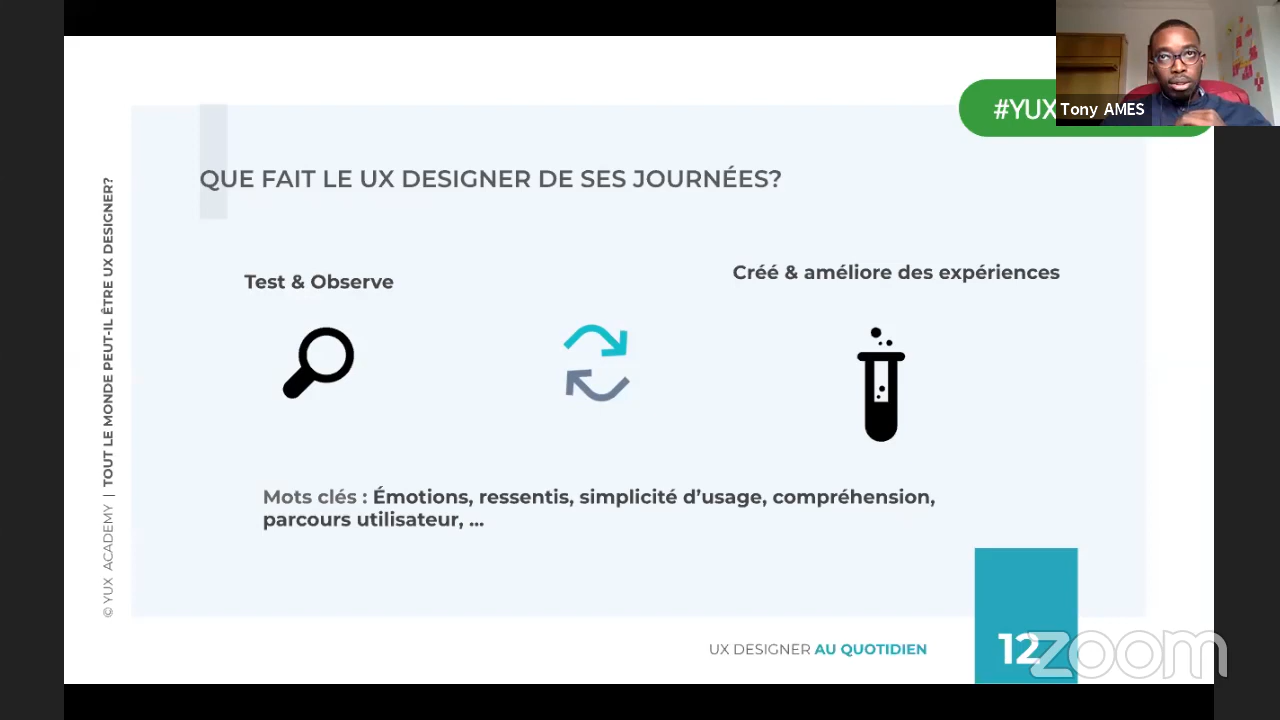 #YUX
Tony AMES
QUE FAIT LE UX DESIGNER DE SES JOURNÉES?
Test & Observe
Créé & améliore des expériences
Mots clés : Émotions, ressentis, simplicité d’usage, compréhension,
parcours utilisateur, ...
© YUX ACADEMY | TOUT LE MONDE PEUT-IL ÊTRE UX DESIGNER?
UX DESIGNER AU QUOTIDIEN
12
zoom